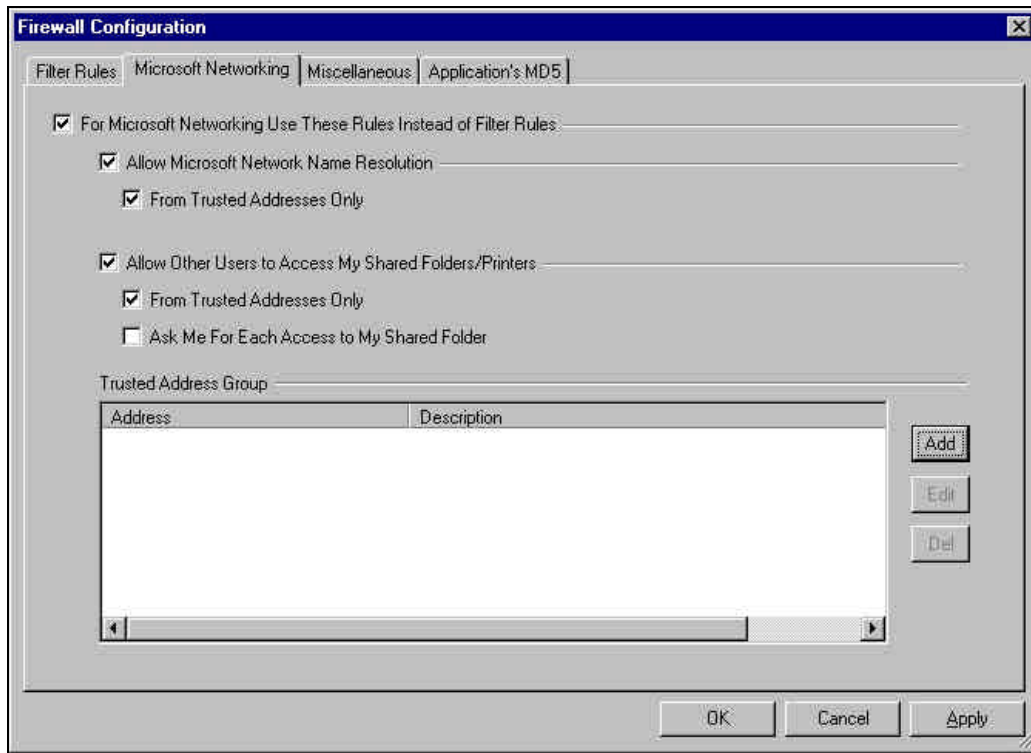 Firewall Configuration
Filter Rules Microsoft Networking Miscellaneous Application's MD5
For Microsoft Networking Use These Rules Instead of Filter Rules
Allow Microsoft Network Name Resolution
From Trusted Addresses Only
Allow Other Users to Access My Shared Folders/Printers
From Trusted Addresses Only
Ask Me For Each Access to My Shared Folder
Trusted Address Group
Address Description
Add
Edit
Del
OK Cancel Apply